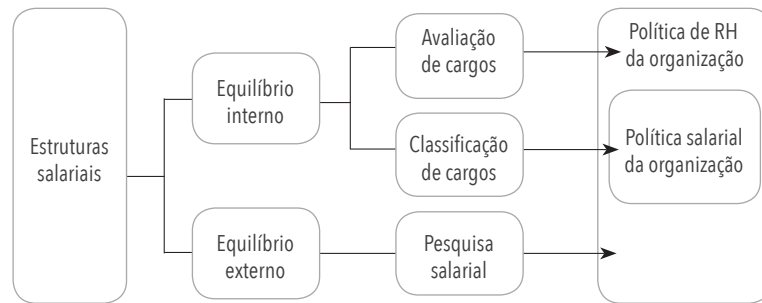 Estruturas
salariais
Equilíbrio
interno
Equilíbrio
externo
Avaliação
de cargos
Classificação
de cargos
Pesquisa
salarial
Política de RH
da organização
Política salarial
da organização